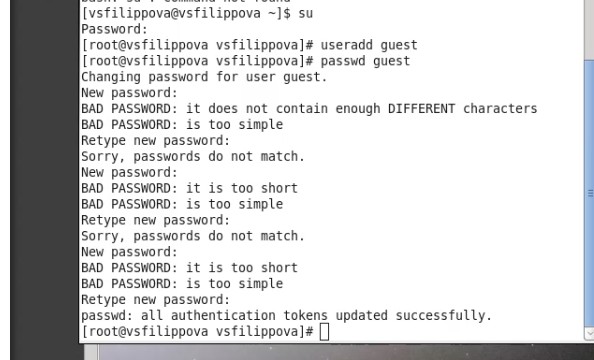 [vsfilippova@vsfilippova ~]$ su
Password:
[root@vsfilippova vsfilippova]# useradd guest
[root@vsfilippova vsfilippova]# passwd guest
Changing password for user guest.
New password:
BAD PASSWORD: it does not contain enough DIFFERENT characters
BAD PASSWORD: is too simple
Retype new password:
Sorry, passwords do not match.
New password:
BAD PASSWORD: it is too short
BAD PASSWORD: is too simple
Retype new password:
Sorry, passwords do not match.
New password:
BAD PASSWORD: it is too short
BAD PASSWORD: is too simple
Retype new password:
passwd: all authentication tokens updated successfully.
[root@vsfilippova vsfilippova]#